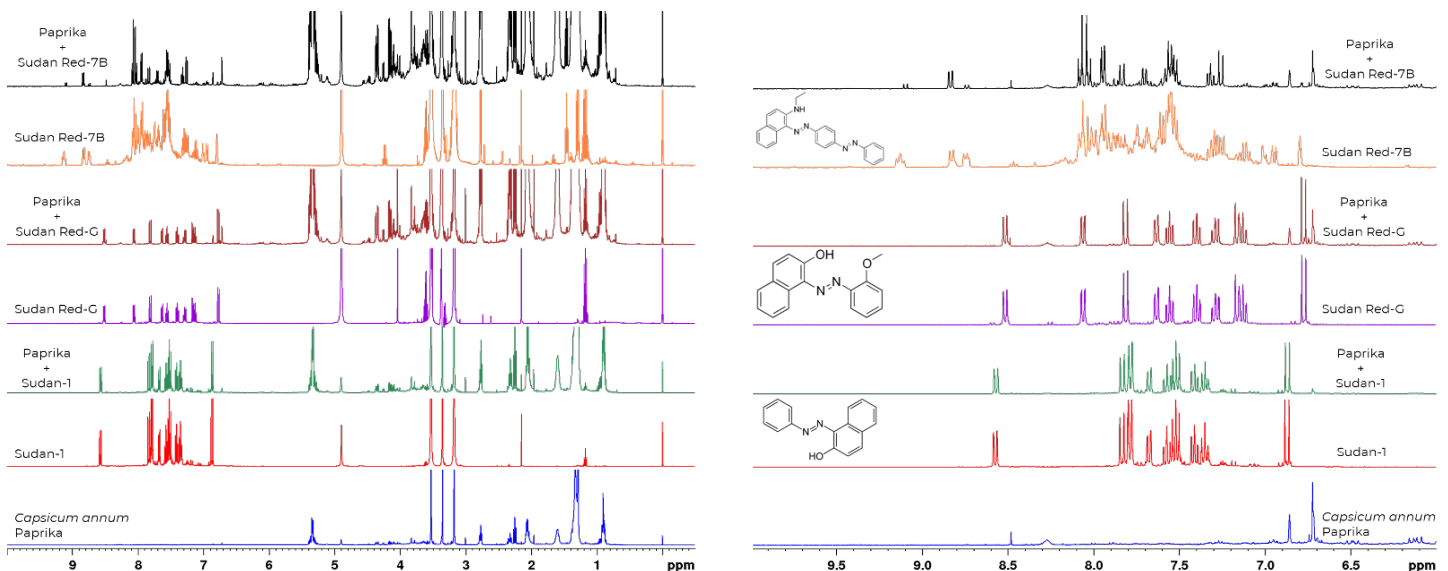 Paprika
+
Sudan Red-7B
Sudan Red-7B
Paprika
+
Sudan Red-G
Sudan Red-G
Paprika
+
Sudan-1
Sudan-1
Capsicum annum
Paprika
9 8 7 6 5 4 3 2 1 ppm
Paprika
+
Sudan Red-7B
NH
N
N
N
N
Sudan Red-7B
Paprika
+
Sudan Red-G
OH
O
N
N
Sudan Red-G
Paprika
+
Sudan-1
N
N
HO
Sudan-1
Capsicum annum
Paprika
9.5 9.0 8.5 8.0 7.5 7.0 6.5 ppm